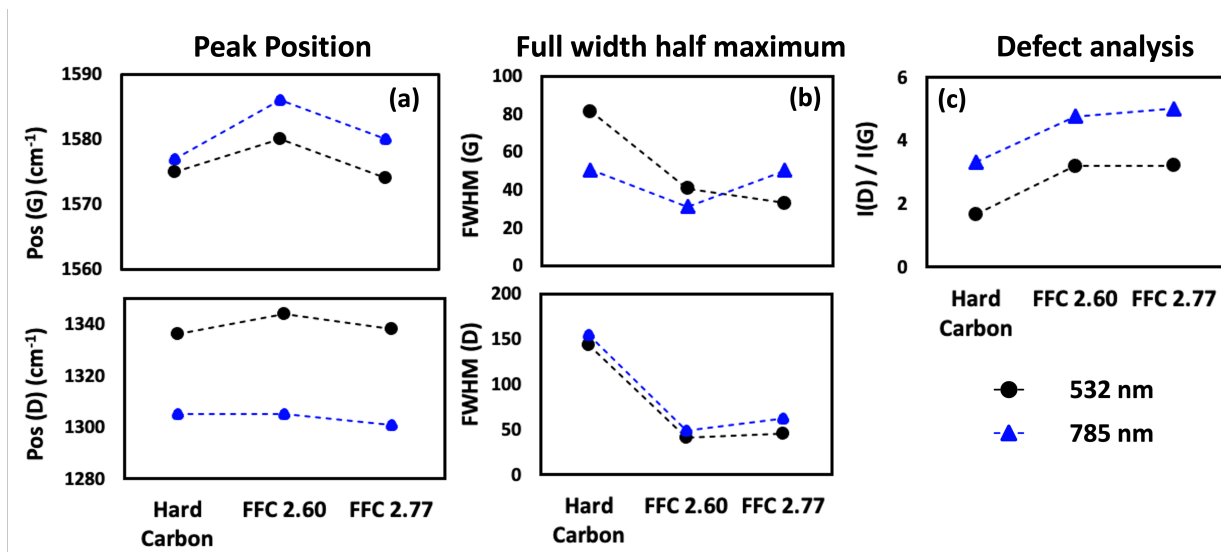 Peak Position
Full width half maximum
Defect analysis
(a)
Pos (G) (cm⁻¹)
1590
1580
1570
1560
Pos (D) (cm⁻¹)
1340
1320
1300
1280
Hard Carbon
FFC 2.60
FFC 2.77
(b)
FWHM (G)
100
80
60
40
20
0
FWHM (D)
200
150
100
50
0
Hard Carbon
FFC 2.60
FFC 2.77
(c)
I(D) / I(G)
6
4
2
0
Hard Carbon
FFC 2.60
FFC 2.77
532 nm
785 nm